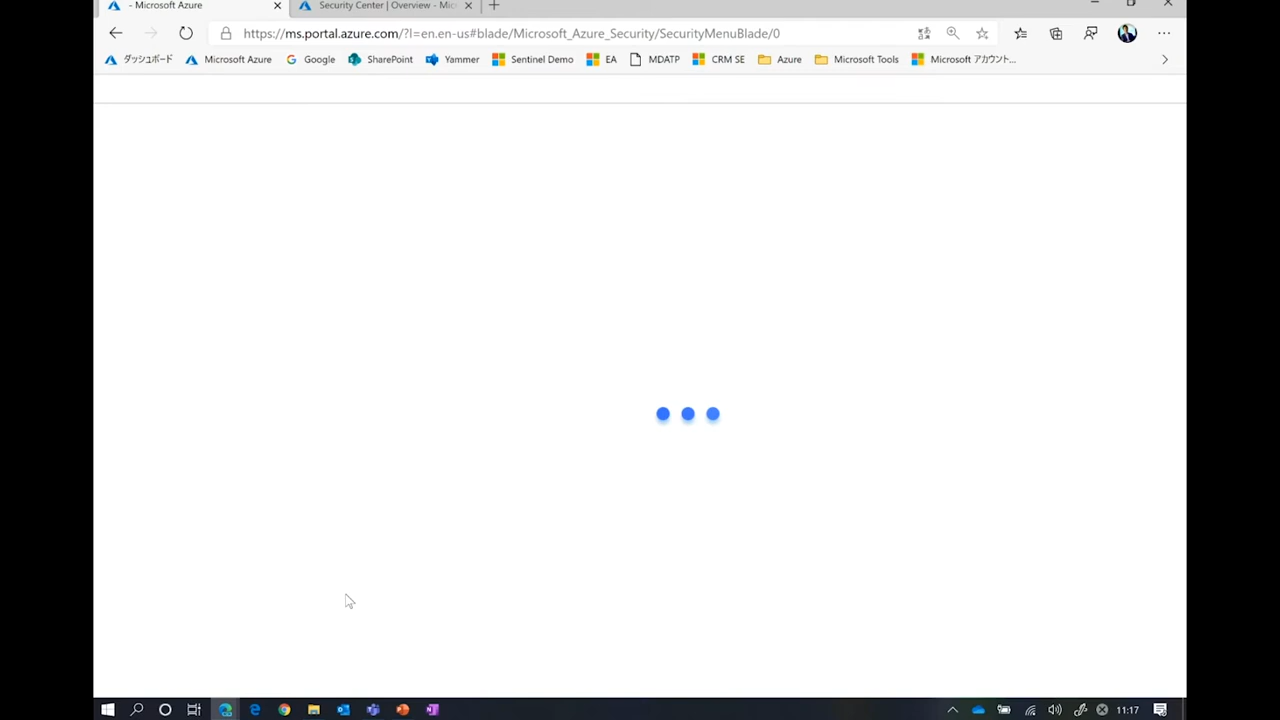 - Microsoft Azure
Security Center | Overview - Micr
https://ms.portal.azure.com/?l=en.en-us#blade/Microsoft_Azure_Security/SecurityMenuBlade/0
ダッシュボード Microsoft Azure Google SharePoint Yammer Sentinel Demo EA MDATP CRM SE Azure Microsoft Tools Microsoft アカウント...
11:17